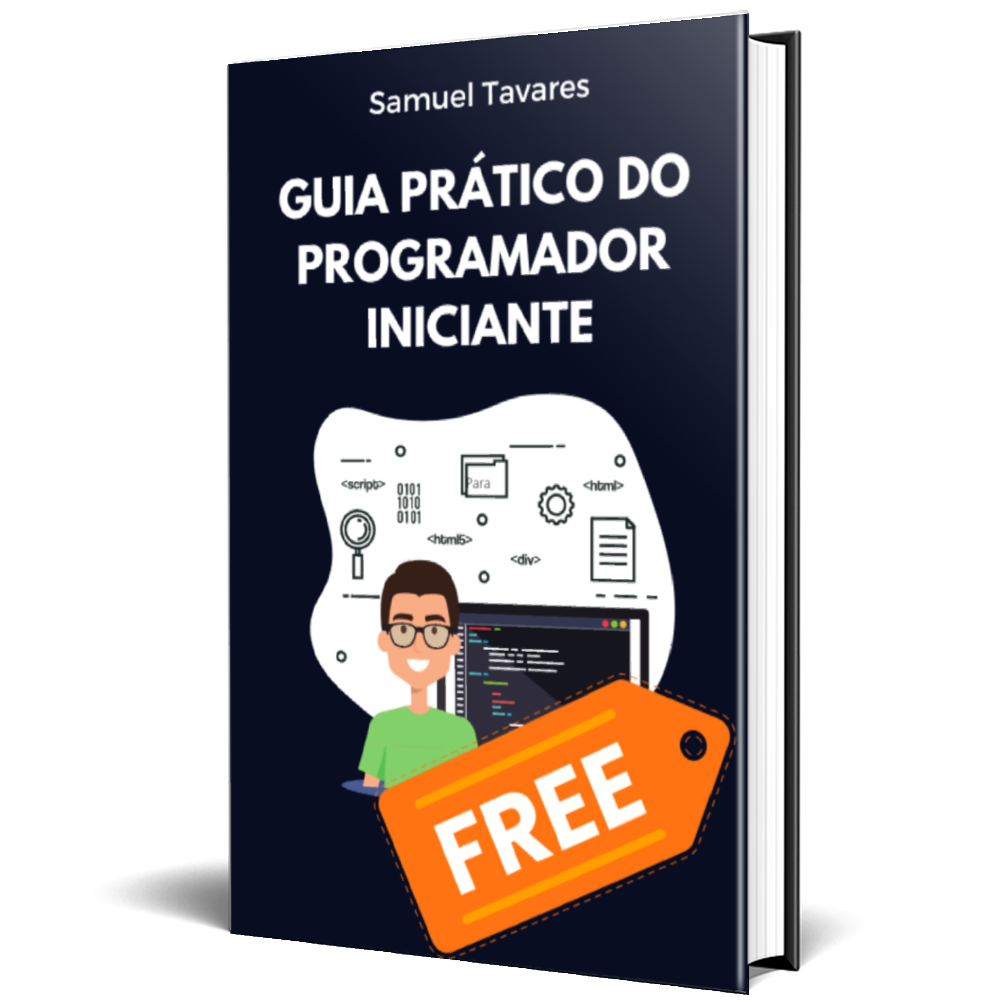 Samuel Tavares
GUIA PRÁTICO DO
PROGRAMADOR
INICIANTE
Para
<script>
0101
1010
0101
<html>
<html5>
<div>
FREE